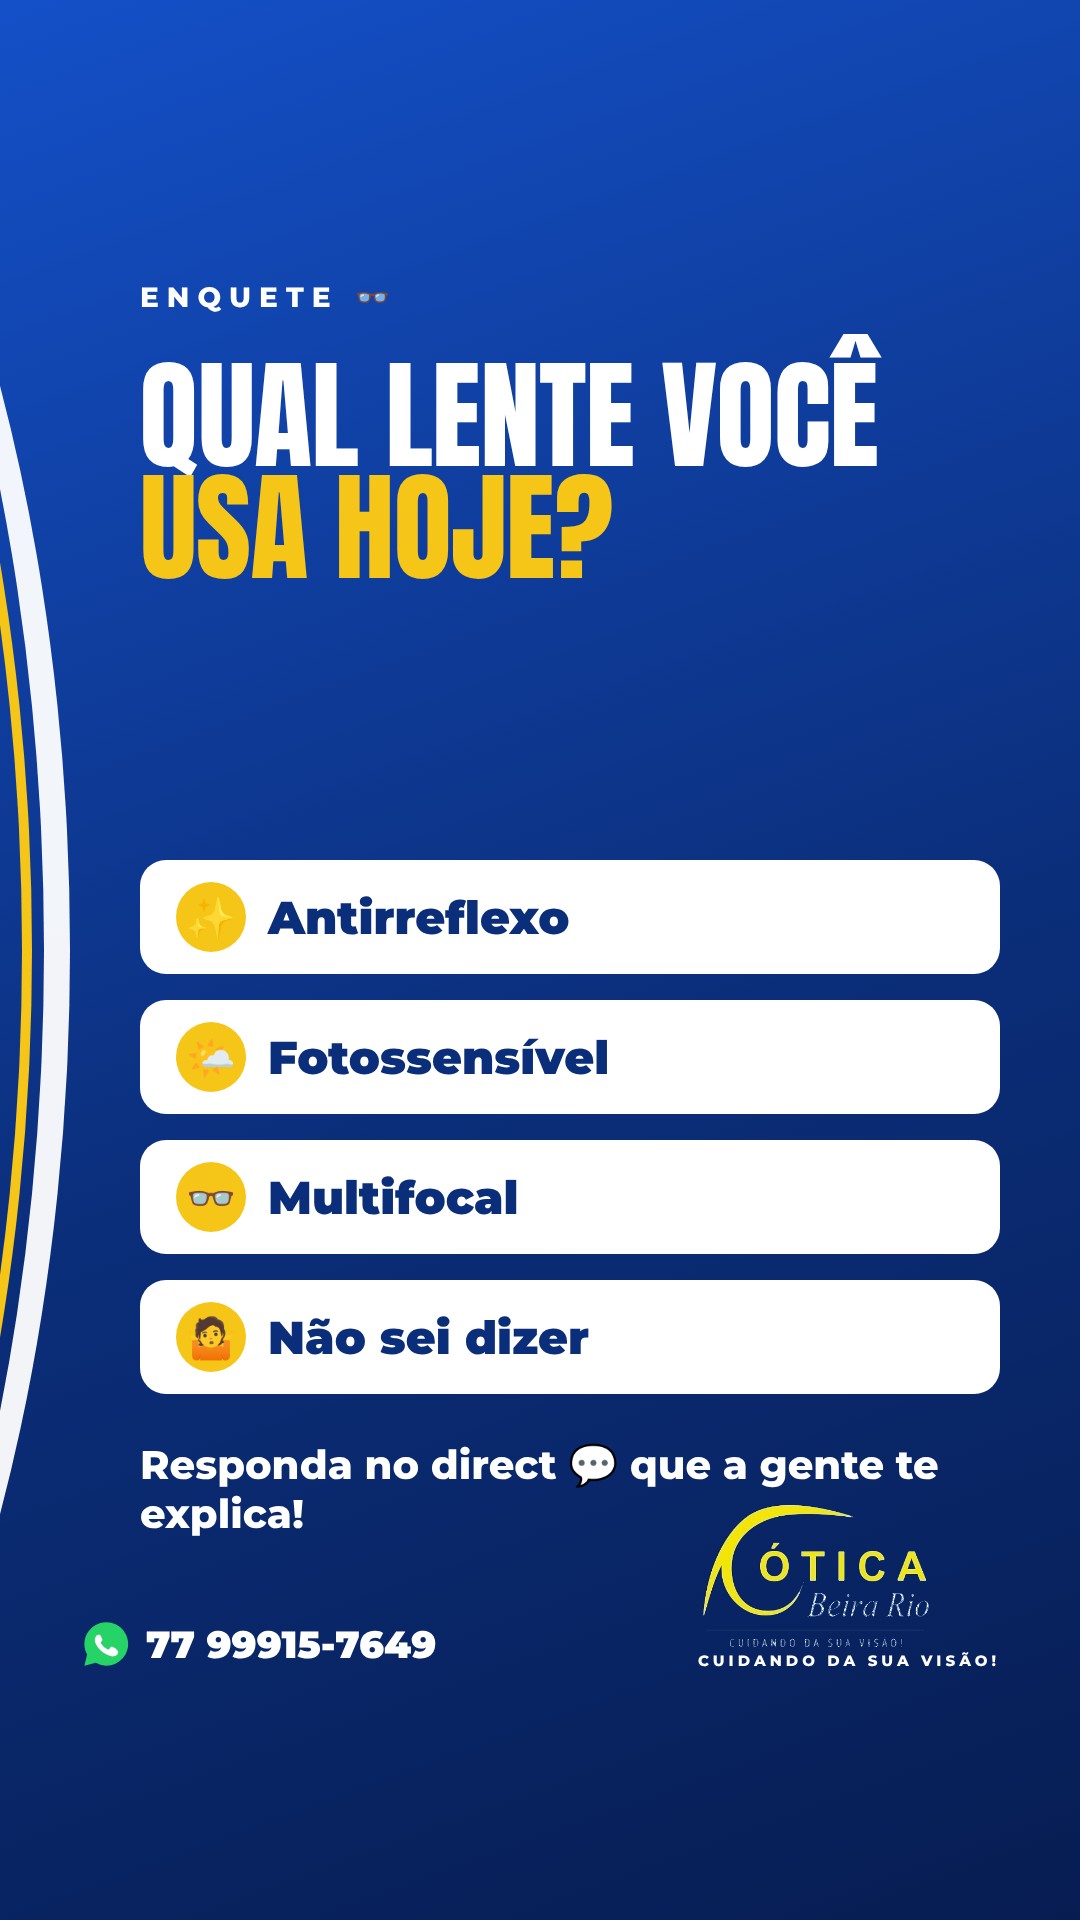 ENQUETE 👓
QUAL LENTE VOCÊ
USA HOJE?
Antirreflexo
Fotossensível
Multifocal
Não sei dizer
Responda no direct 💬 que a gente te
explica!
ÓTICA
Beira Rio
CUIDANDO DA SUA VISÃO!
77 99915-7649
CUIDANDO DA SUA VISÃO!